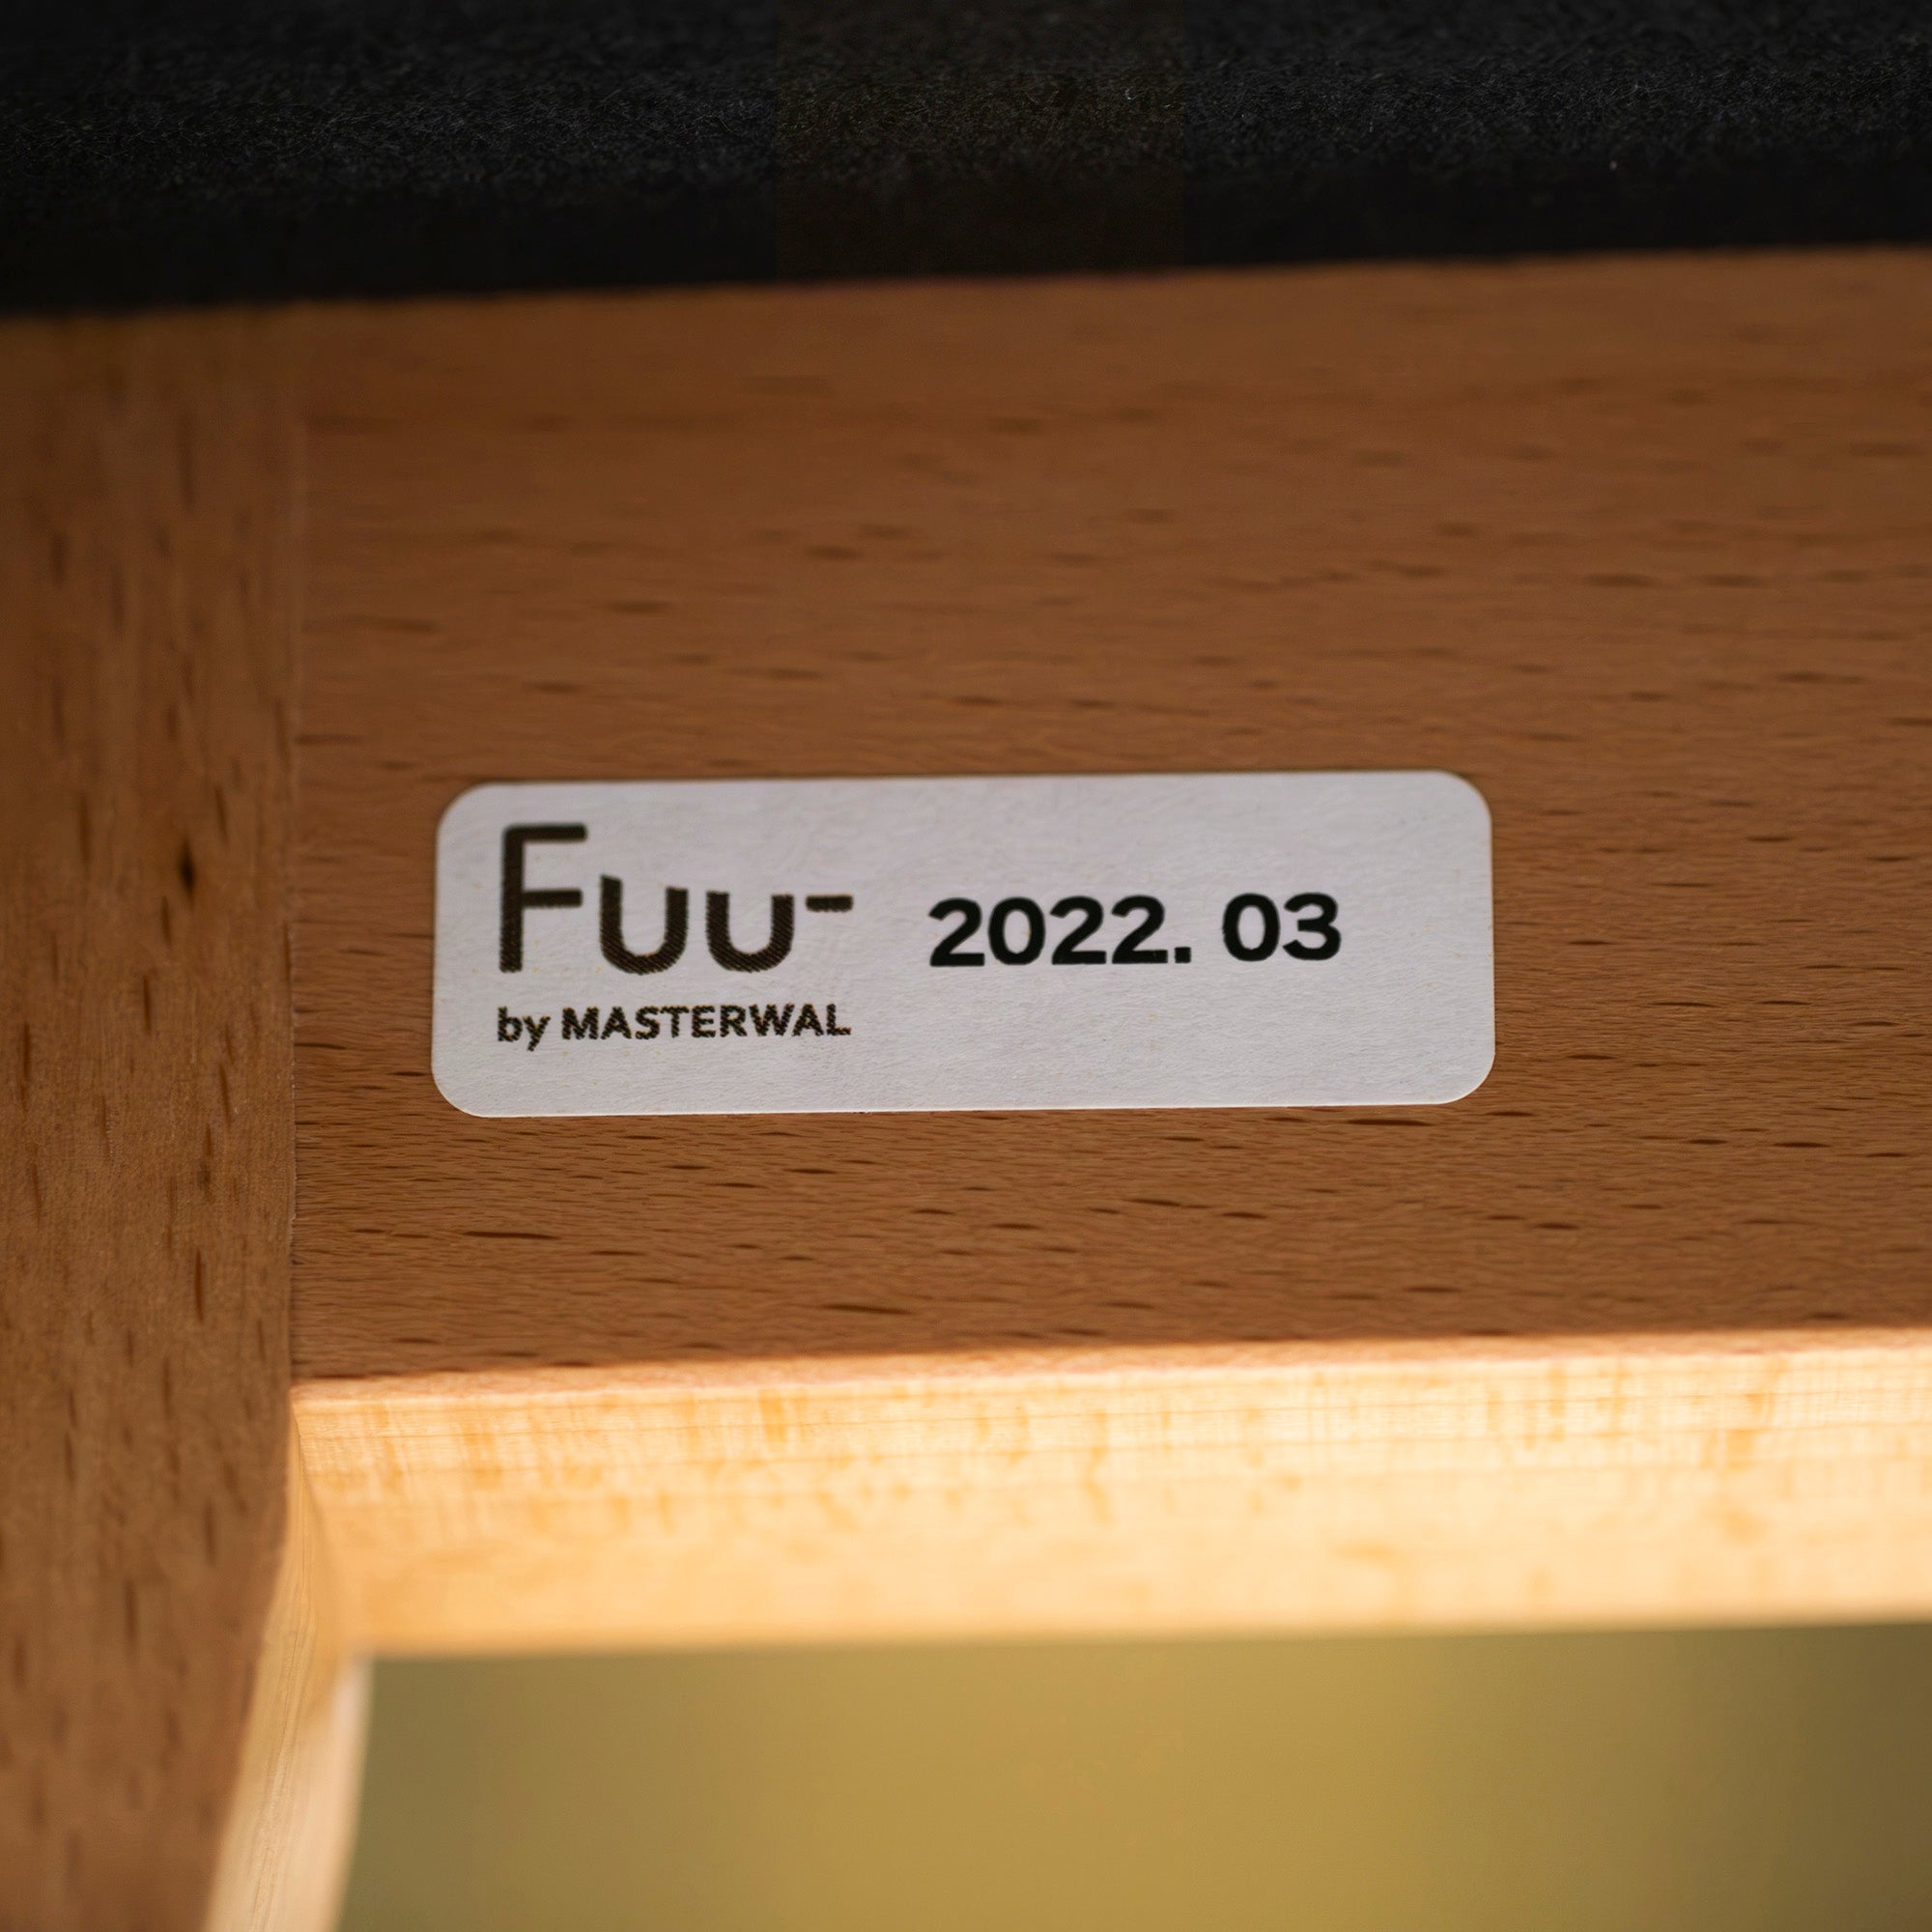 Fuu-
by MASTERWAL
2022. 03